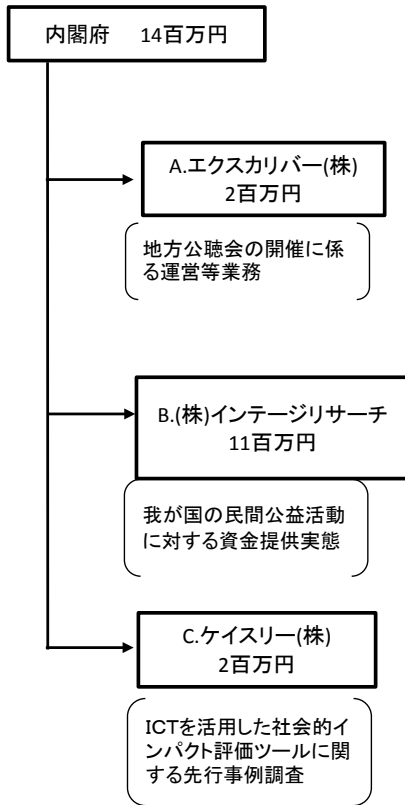 内閣府　14百万円
A.エクスカリバー(株)
2百万円
地方公聴会の開催に係
る運営等業務
B.(株)インテージリサーチ
11百万円
我が国の民間公益活動
に対する資金提供実態
C.ケイスリー(株)
2百万円
ICTを活用した社会的イ
ンパクト評価ツールに関
する先行事例調査